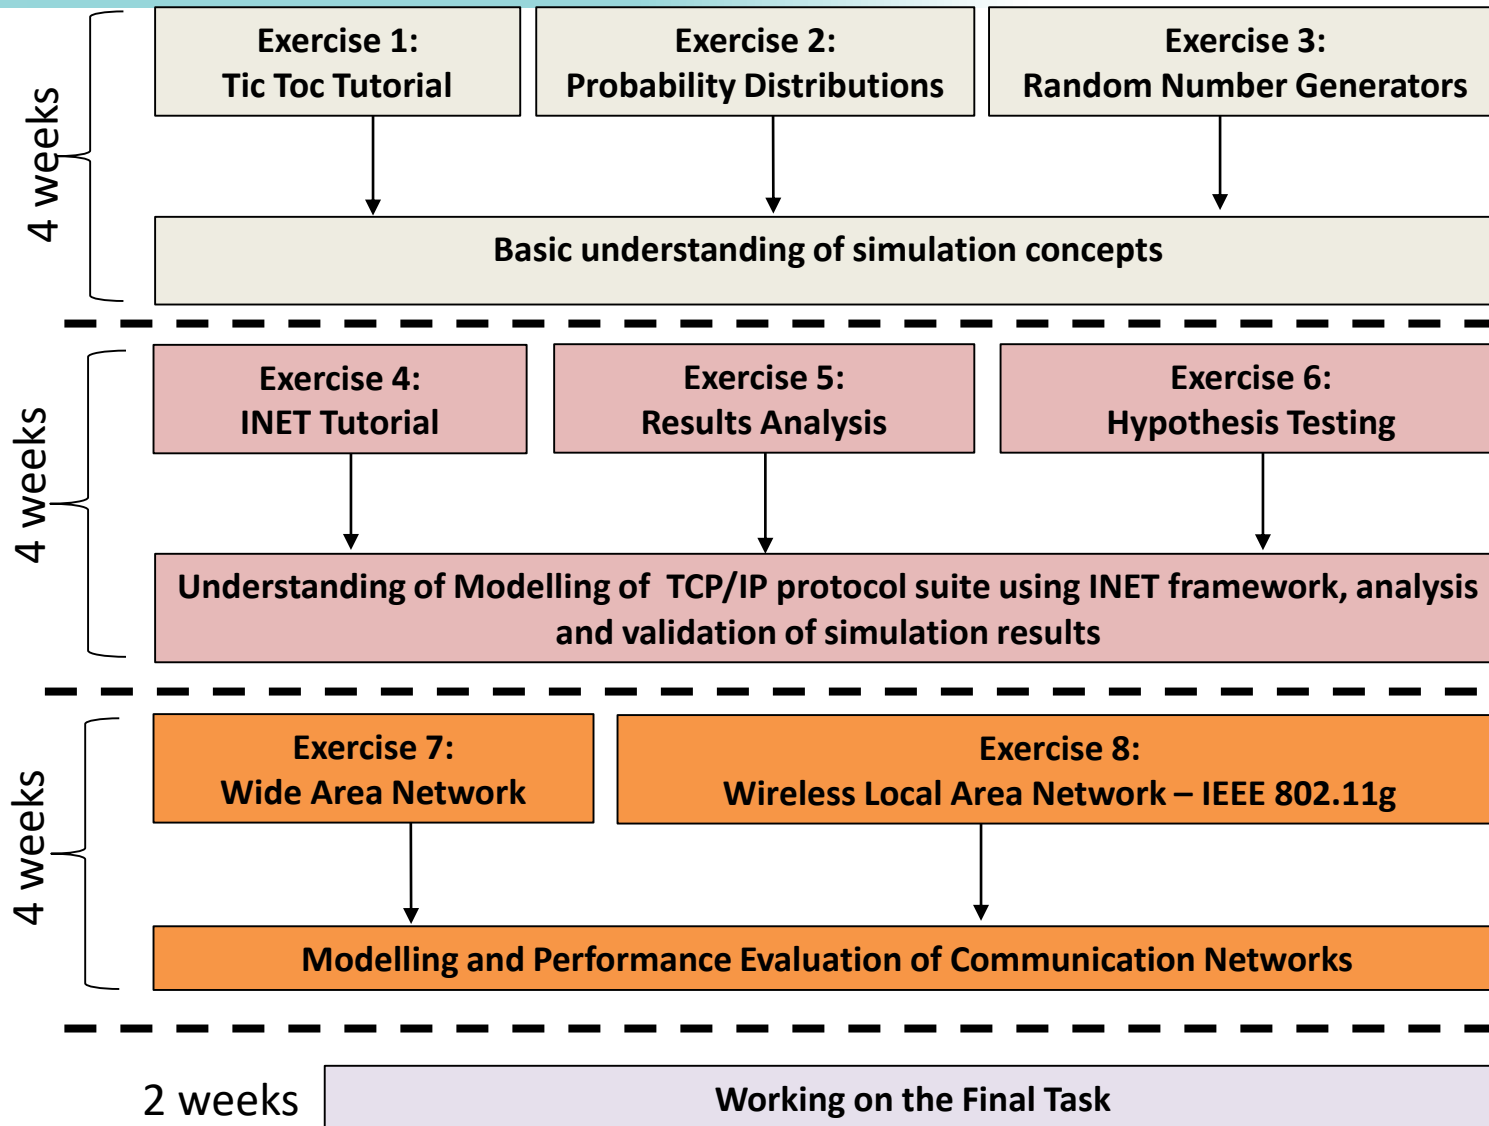 4 weeks
Exercise 1:
Tic Toc Tutorial
Exercise 2:
Probability Distributions
Exercise 3:
Random Number Generators
Basic understanding of simulation concepts
4 weeks
Exercise 4:
INET Tutorial
Exercise 5:
Results Analysis
Exercise 6:
Hypothesis Testing
Understanding of Modelling of TCP/IP protocol suite using INET framework, analysis
and validation of simulation results
4 weeks
Exercise 7:
Wide Area Network
Exercise 8:
Wireless Local Area Network – IEEE 802.11g
Modelling and Performance Evaluation of Communication Networks
2 weeks
Working on the Final Task